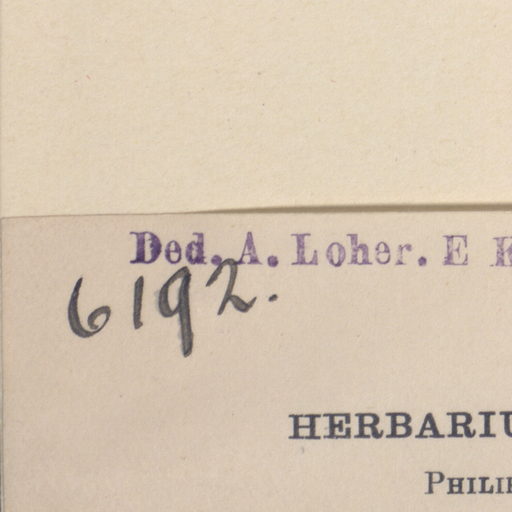 Ded. A. Loher. E
6192.
HERBARIU
PHILI